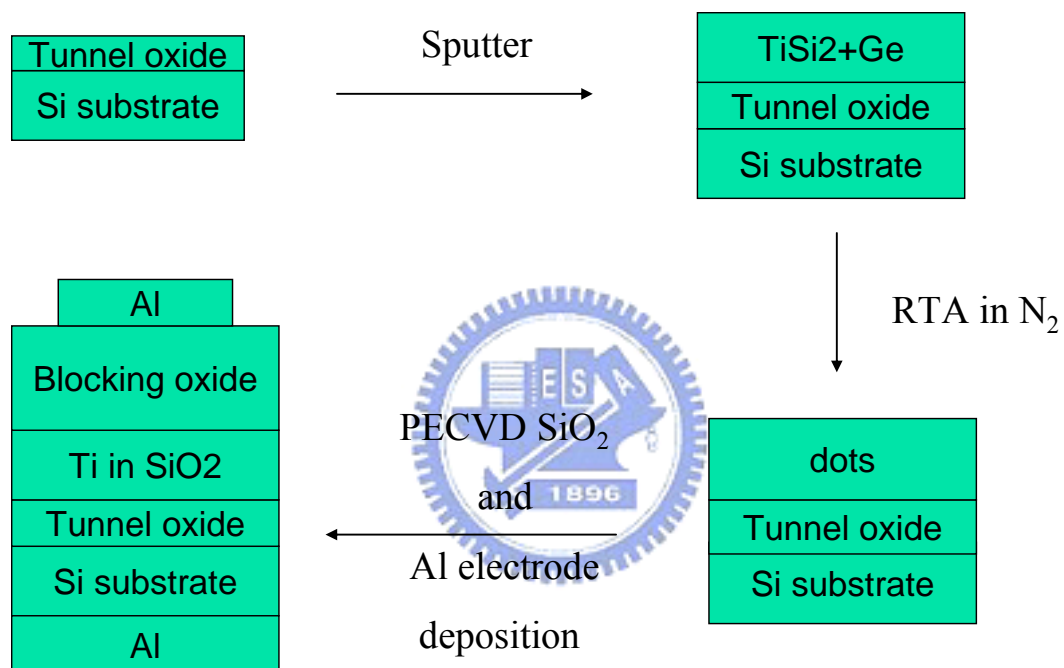 Tunnel oxide
Si substrate
Sputter
TiSi2+Ge
Tunnel oxide
Si substrate
RTA in N₂
dots
Tunnel oxide
Si substrate
PECVD SiO₂
and
Al electrode
deposition
Al
Blocking oxide
Ti in SiO2
Tunnel oxide
Si substrate
Al
E S A
1896